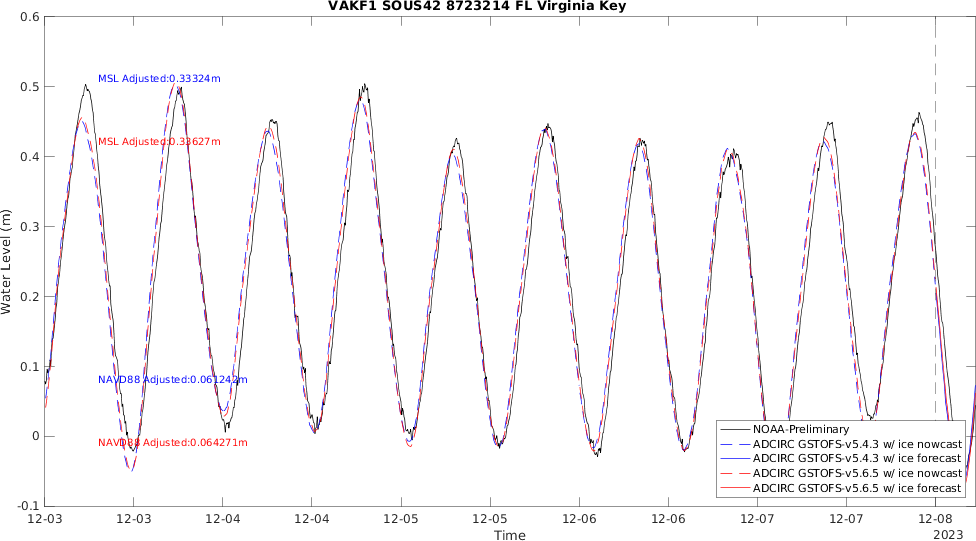 VAKF1 SOUS42 8723214 FL Virginia Key
0.6
0.5
0.4
0.3
0.2
0.1
0
-0.1
Water Level (m)
MSL Adjusted:0.33324m
MSL Adjusted:0.33627m
NAVD88 Adjusted:0.061242m
NAVD88 Adjusted:0.064271m
NOAA-Preliminary
ADCIRC GSTOFS-v5.4.3 w/ ice nowcast
ADCIRC GSTOFS-v5.4.3 w/ ice forecast
ADCIRC GSTOFS-v5.6.5 w/ ice nowcast
ADCIRC GSTOFS-v5.6.5 w/ ice forecast
12-03 12-03 12-04 12-04 12-05 12-05 12-06 12-06 12-07 12-07 12-08
Time
2023